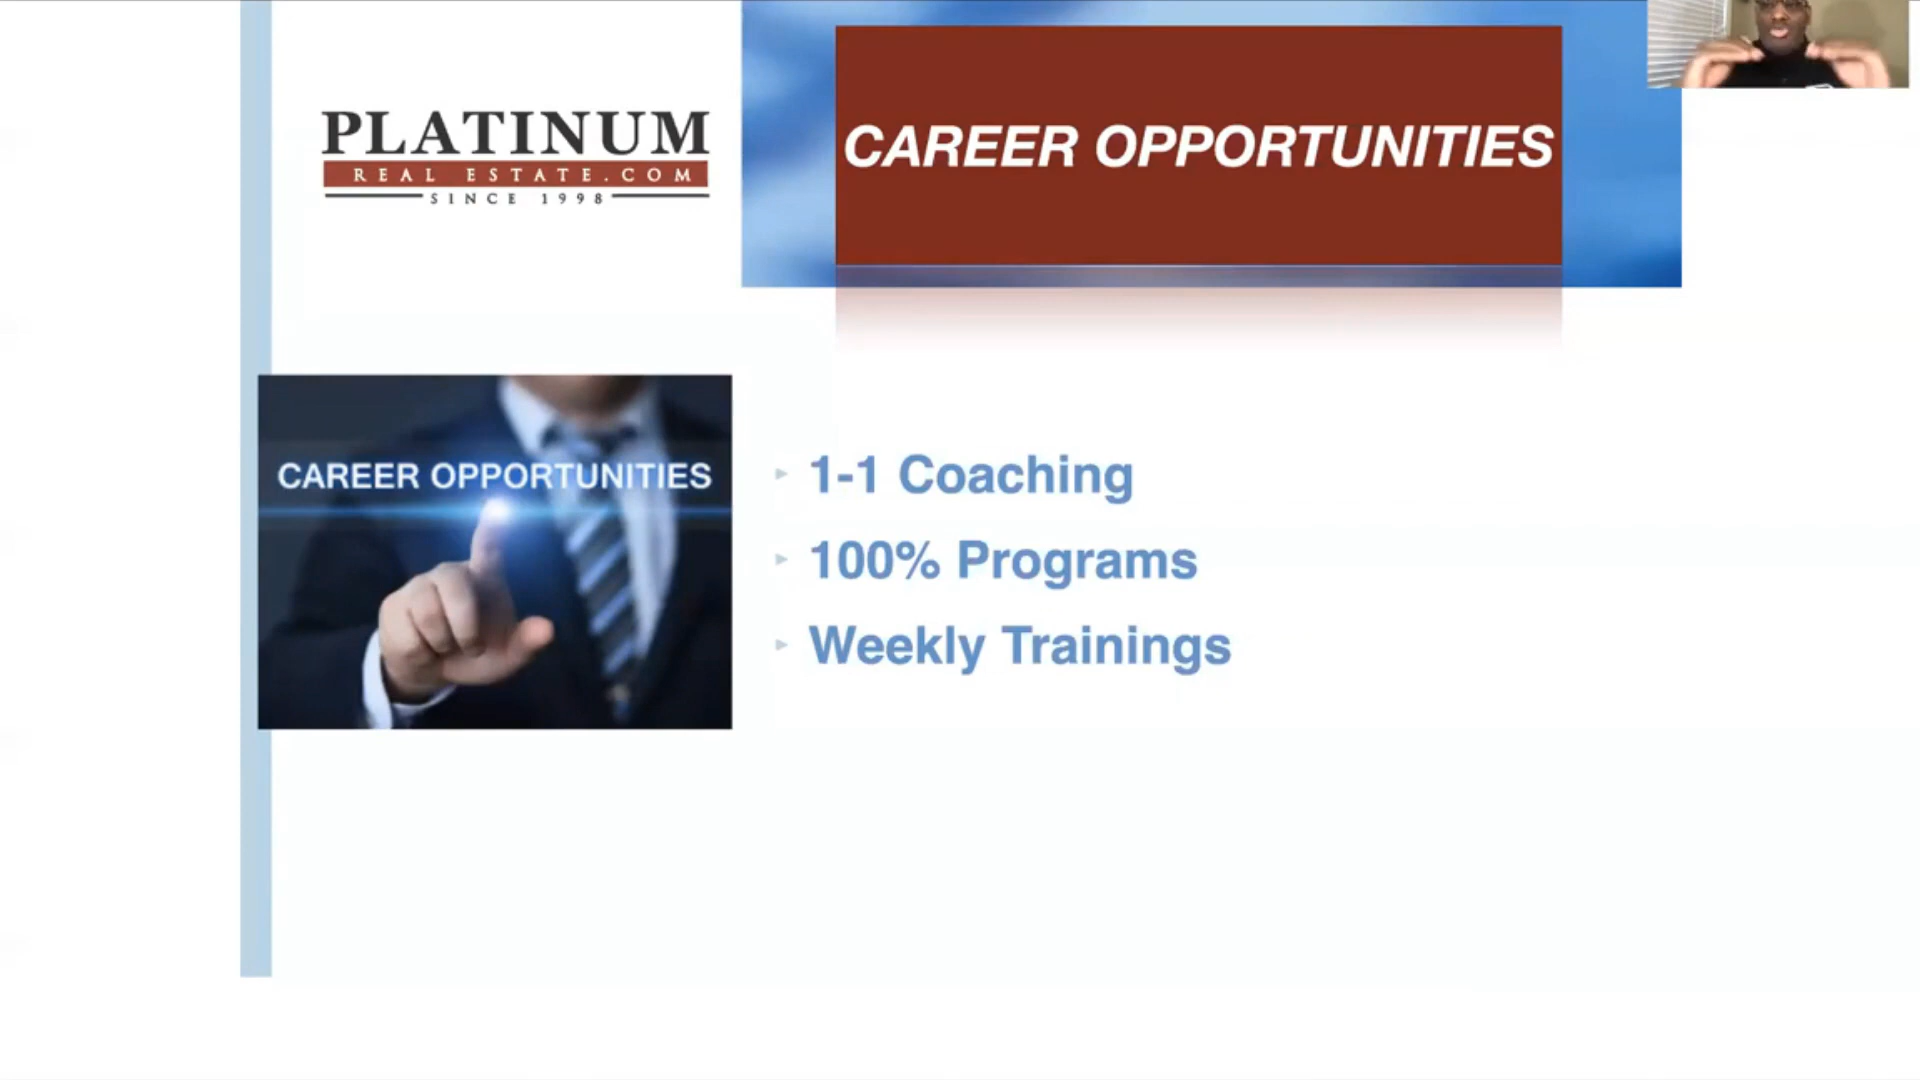 PLATINUM
REAL ESTATE.COM
SINCE 1998
CAREER OPPORTUNITIES
CAREER OPPORTUNITIES
1-1 Coaching
100% Programs
Weekly Trainings